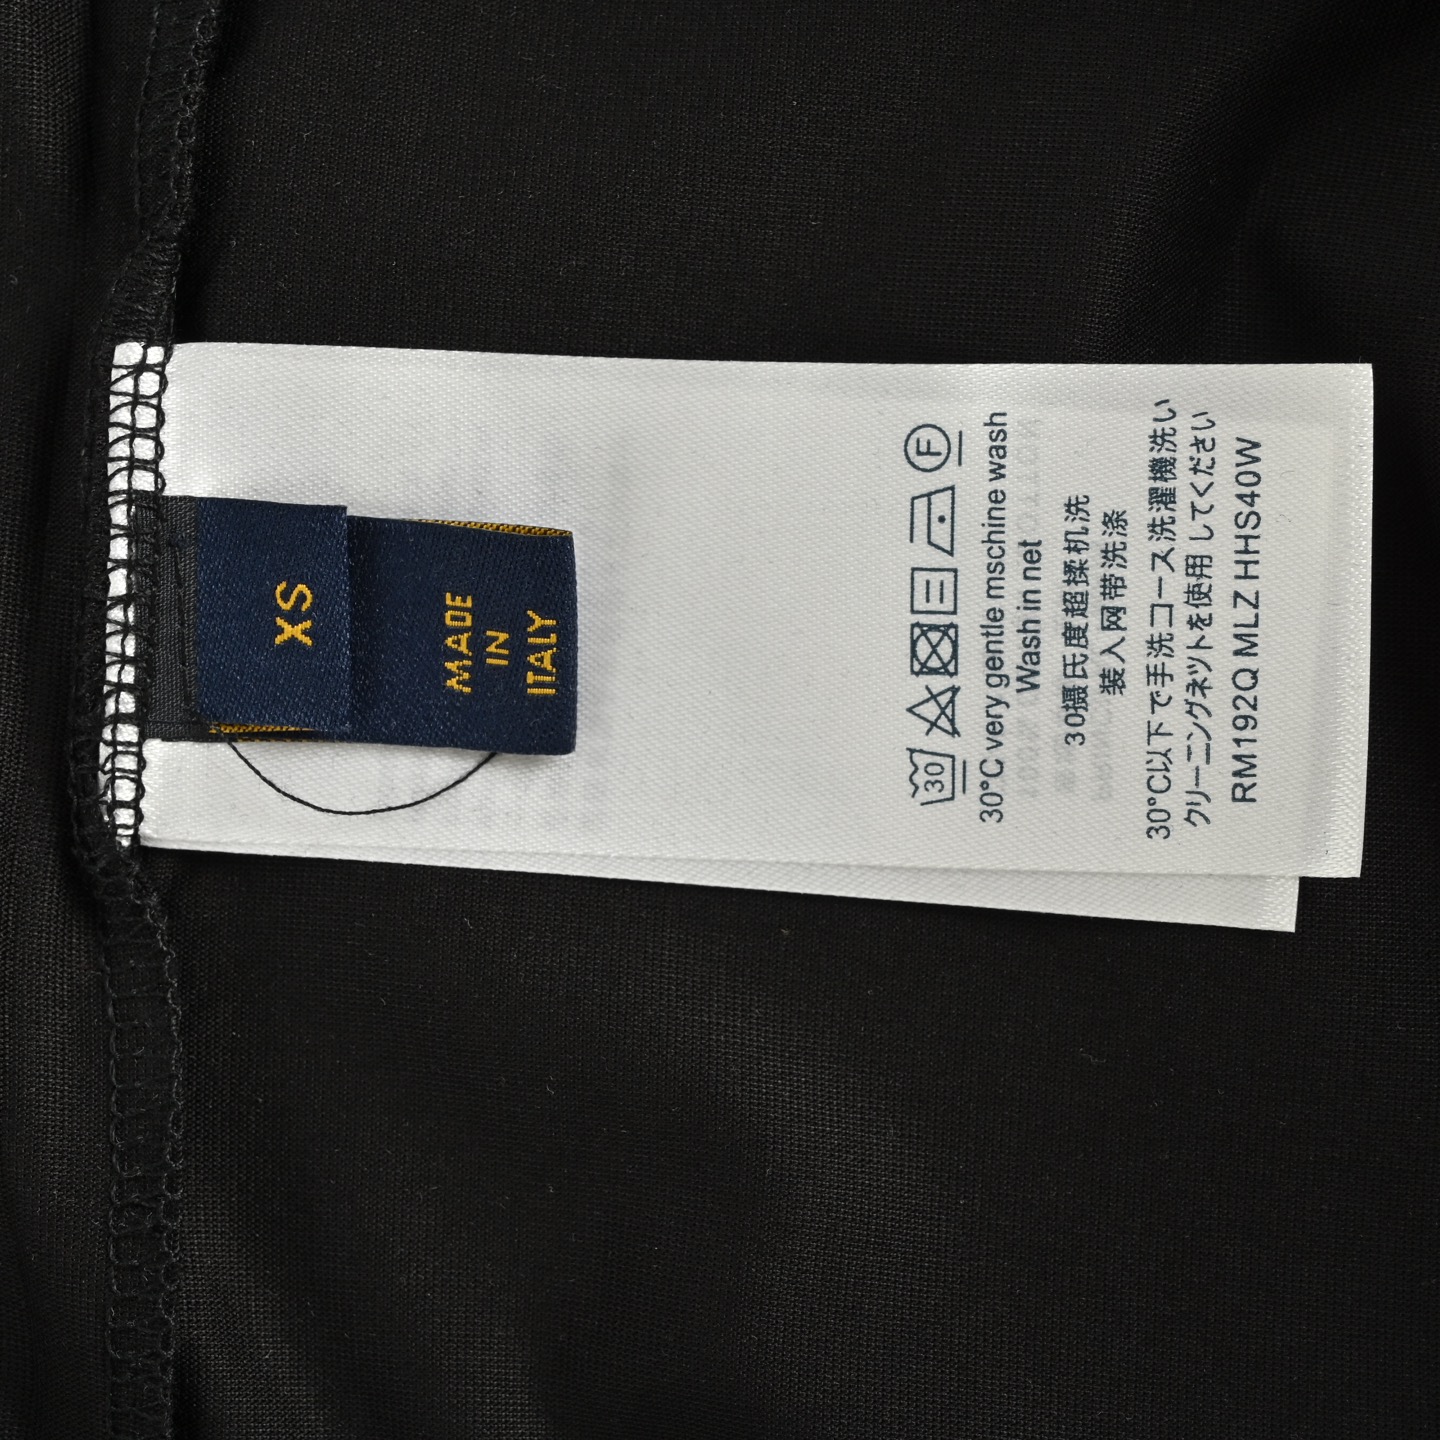 XS
MADE
IN
ITALY
30
F
30°C very gentle mschine wash
Wash in net
30摄氏度超揉机洗
装入网带洗涤
30°C以下で手洗コース洗濯機洗い
クリーニングネットを使用してください
RM192Q MLZ HHS40W